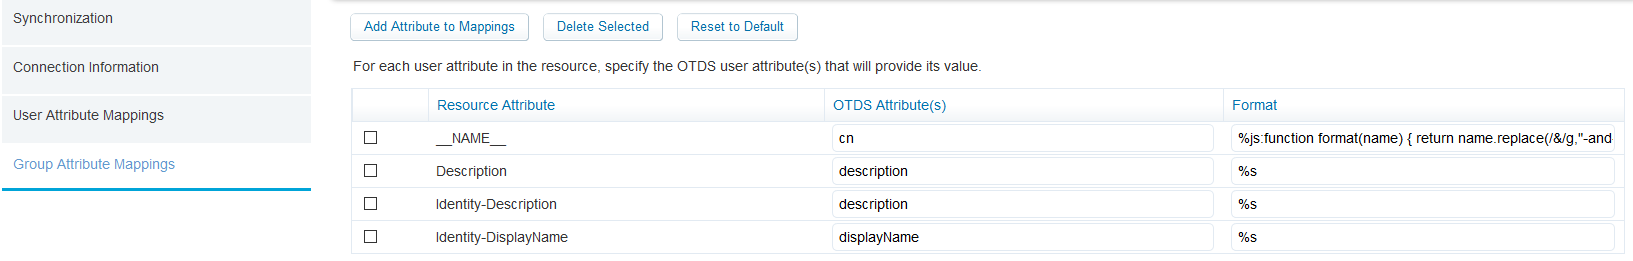 Synchronization
Connection Information
User Attribute Mappings
Group Attribute Mappings
Add Attribute to Mappings Delete Selected Reset to Default
For each user attribute in the resource, specify the OTDS user attribute(s) that will provide its value.
Resource Attribute OTDS Attribute(s) Format
__NAME__ cn %js:function format(name) { return name.replace(/&/g,"-and-
Description description %s
Identity-Description description %s
Identity-DisplayName displayName %s